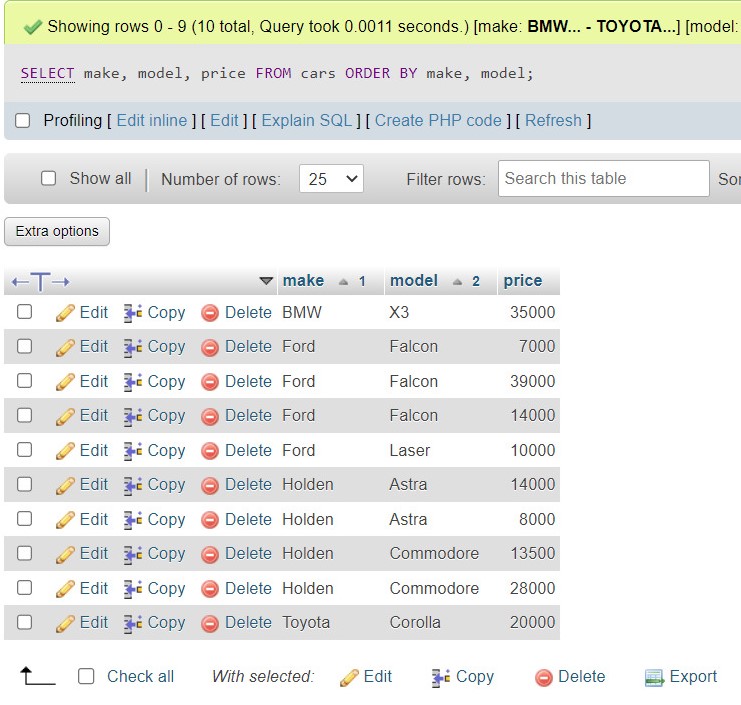 Showing rows 0 - 9 (10 total, Query took 0.0011 seconds.) [make: BMW... - TOYOTA...] [model:
SELECT make, model, price FROM cars ORDER BY make, model;
Profiling [ Edit inline ] [ Edit ] [ Explain SQL ] [ Create PHP code ] [ Refresh ]
Show all Number of rows: 25 Filter rows: Search this table
Extra options
make 1 model 2 price
Edit Copy Delete BMW X3 35000
Edit Copy Delete Ford Falcon 7000
Edit Copy Delete Ford Falcon 39000
Edit Copy Delete Ford Falcon 14000
Edit Copy Delete Ford Laser 10000
Edit Copy Delete Holden Astra 14000
Edit Copy Delete Holden Astra 8000
Edit Copy Delete Holden Commodore 13500
Edit Copy Delete Holden Commodore 28000
Edit Copy Delete Toyota Corolla 20000
Check all With selected: Edit Copy Delete Export